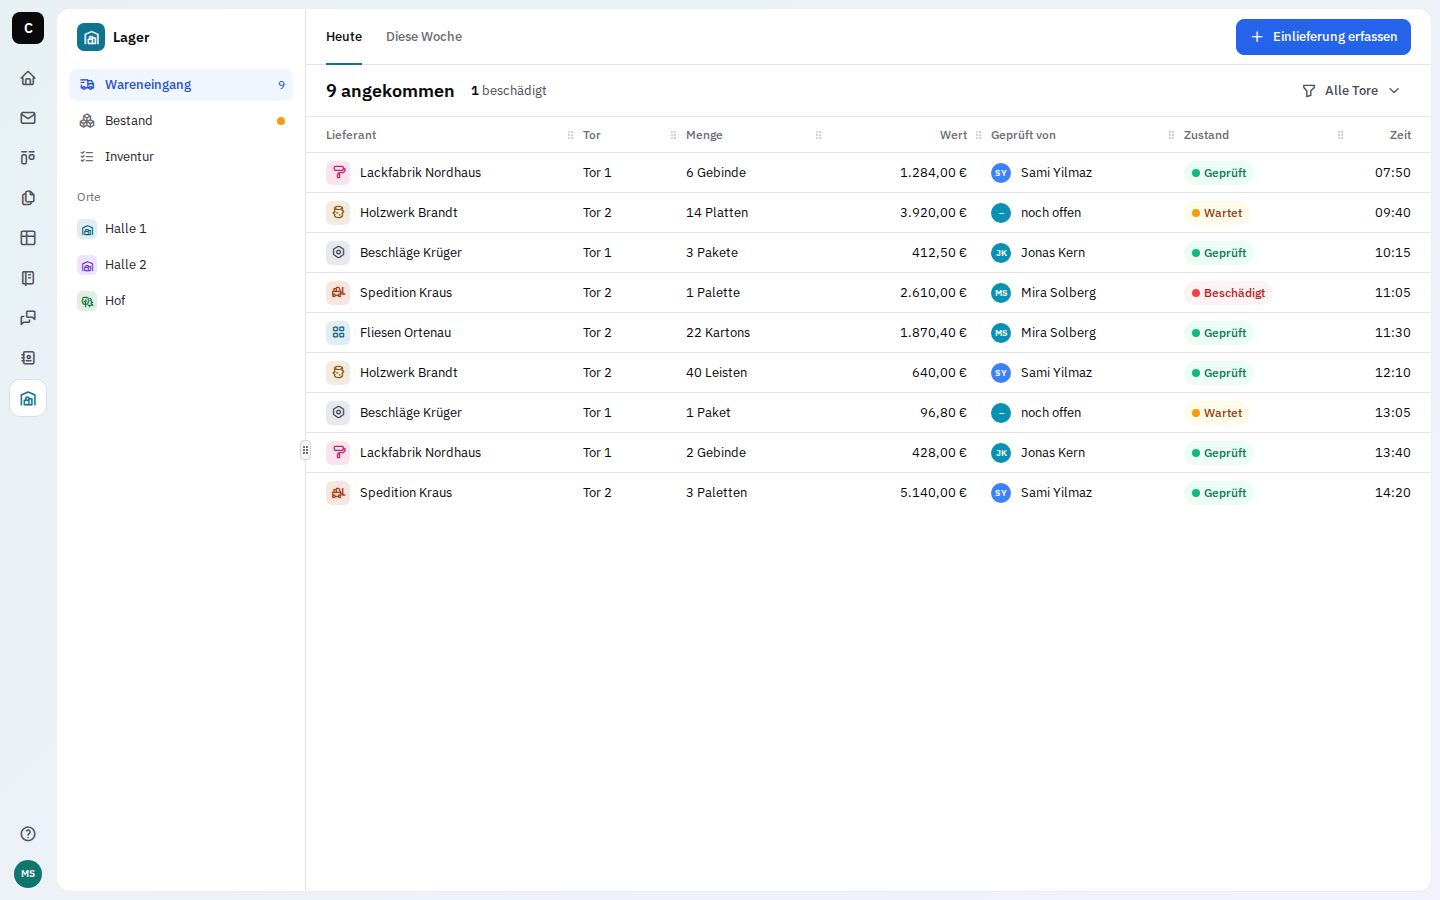 C
Lager
Wareneingang 9
Bestand
Inventur
Orte
Halle 1
Halle 2
Hof
MS
Heute Diese Woche
Einlieferung erfassen
9 angekommen 1 beschädigt
Alle Tore
Lieferant Tor Menge Wert Geprüft von Zustand Zeit
Lackfabrik Nordhaus Tor 1 6 Gebinde 1.284,00 € SY Sami Yilmaz Geprüft 07:50
Holzwerk Brandt Tor 2 14 Platten 3.920,00 € – noch offen Wartet 09:40
Beschläge Krüger Tor 1 3 Pakete 412,50 € JK Jonas Kern Geprüft 10:15
Spedition Kraus Tor 2 1 Palette 2.610,00 € MS Mira Solberg Beschädigt 11:05
Fliesen Ortenau Tor 2 22 Kartons 1.870,40 € MS Mira Solberg Geprüft 11:30
Holzwerk Brandt Tor 2 40 Leisten 640,00 € SY Sami Yilmaz Geprüft 12:10
Beschläge Krüger Tor 1 1 Paket 96,80 € – noch offen Wartet 13:05
Lackfabrik Nordhaus Tor 1 2 Gebinde 428,00 € JK Jonas Kern Geprüft 13:40
Spedition Kraus Tor 2 3 Paletten 5.140,00 € SY Sami Yilmaz Geprüft 14:20